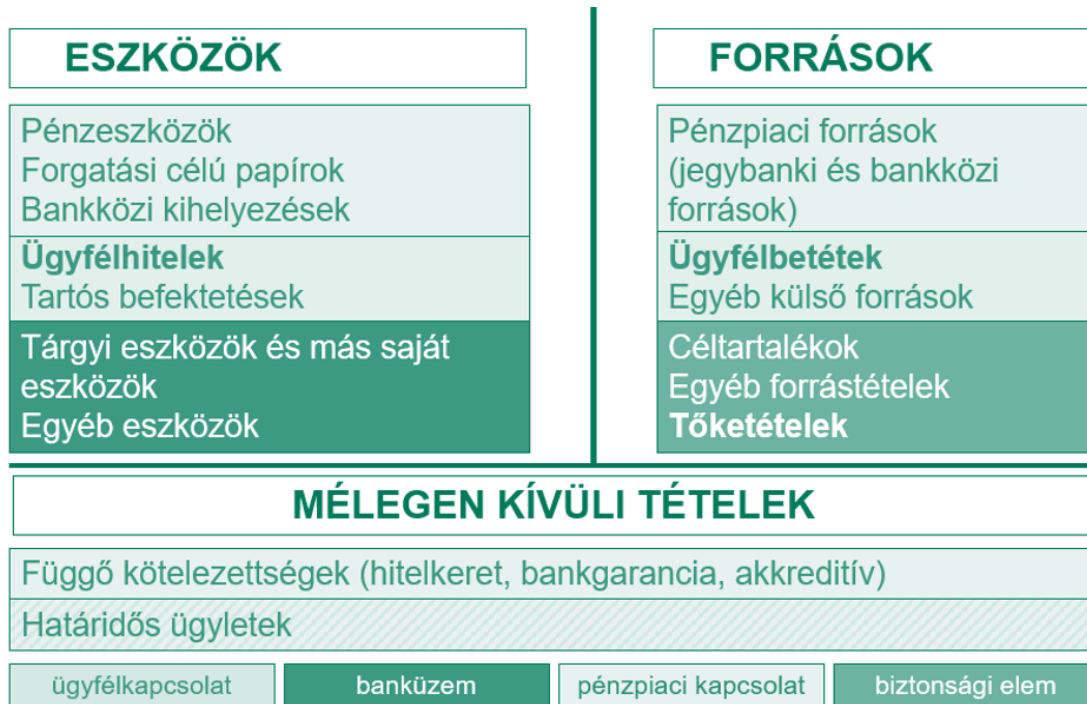 ESZKÖZÖK
Pénzeszközök
Forgatási célú papírok
Bankközi kihelyezések
Ügyfélhitelek
Tartós befektetések
Tárgyi eszközök és más saját
eszközök
Egyéb eszközök
FORRÁSOK
Pénzpiaci források
(jegybanki és bankközi
források)
Ügyfélbetétek
Egyéb külső források
Céltartalékok
Egyéb forrástételek
Tőketételek
MÉLEGEN KÍVÜLI TÉTELEK
Függő kötelezettségek (hitelkeret, bankgarancia, akkreditív)
Határidős ügyletek
ügyfélkapcsolat
banküzem
pénzpiaci kapcsolat
biztonsági elem